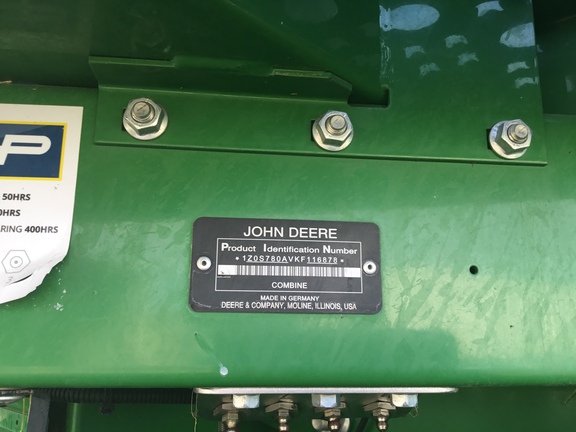 P
50HRS
0HRS
RING 400HRS
JOHN DEERE
Product Identification Number
*1Z0S780AVKF116878*
COMBINE
MADE IN GERMANY
DEERE & COMPANY, MOLINE, ILLINOIS, USA